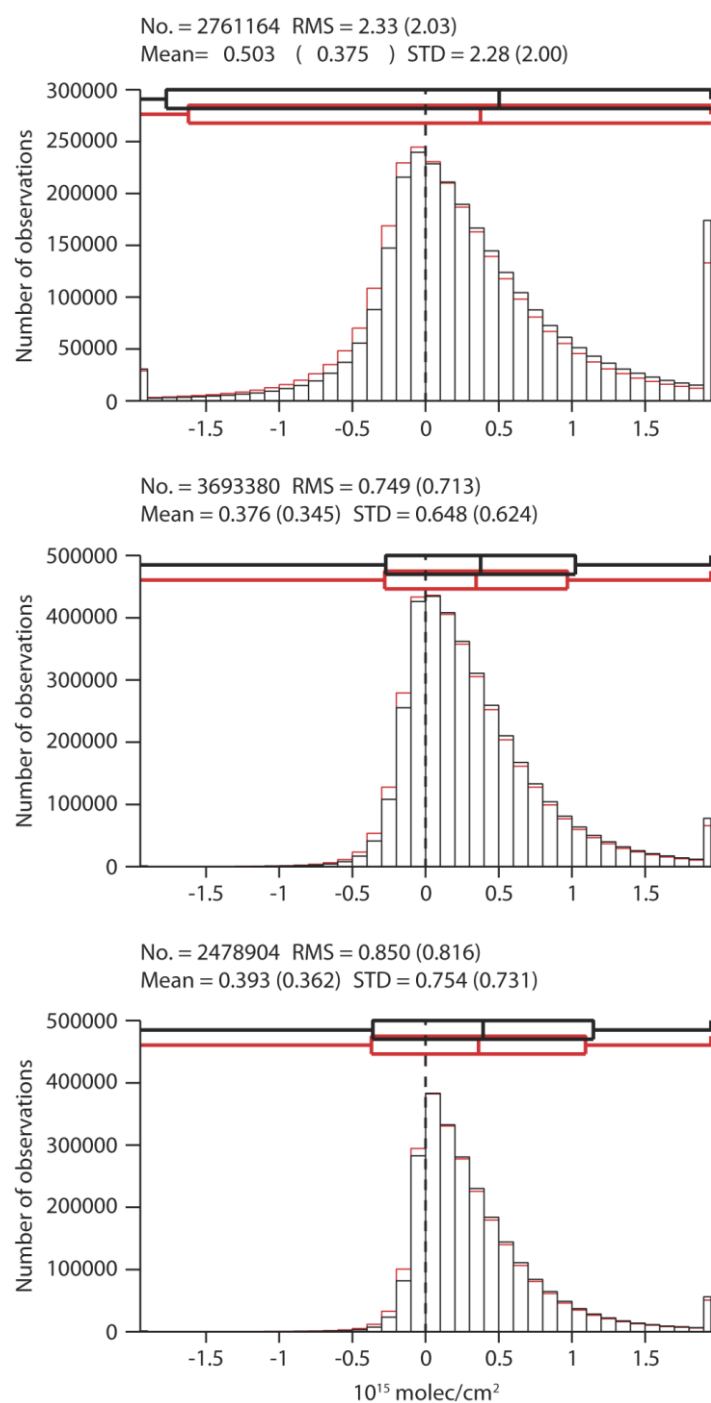 No. = 2761164 RMS = 2.33 (2.03)
Mean= 0.503 ( 0.375 ) STD = 2.28 (2.00)
300000
250000
200000
150000
100000
50000
0
Number of observations
-1.5 -1 -0.5 0 0.5 1 1.5
No. = 3693380 RMS = 0.749 (0.713)
Mean = 0.376 (0.345) STD = 0.648 (0.624)
500000
400000
300000
200000
100000
0
Number of observations
-1.5 -1 -0.5 0 0.5 1 1.5
No. = 2478904 RMS = 0.850 (0.816)
Mean = 0.393 (0.362) STD = 0.754 (0.731)
500000
400000
300000
200000
100000
0
Number of observations
-1.5 -1 -0.5 0 0.5 1 1.5
10¹⁵ molec/cm²